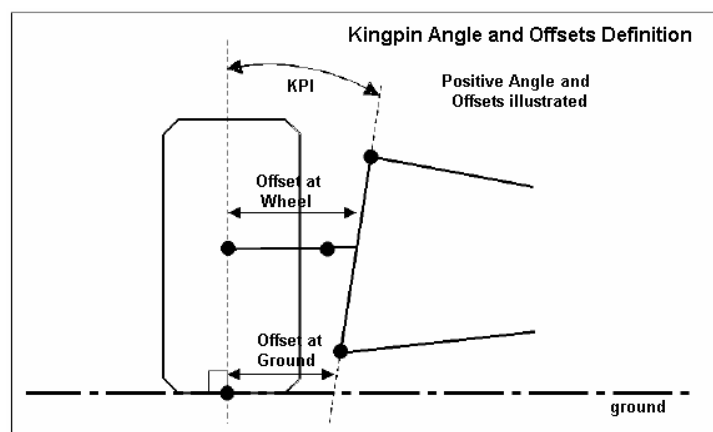 Kingpin Angle and Offsets Definition
KPI
Positive Angle and
Offsets illustrated
Offset at
Wheel
Offset at
Ground
ground